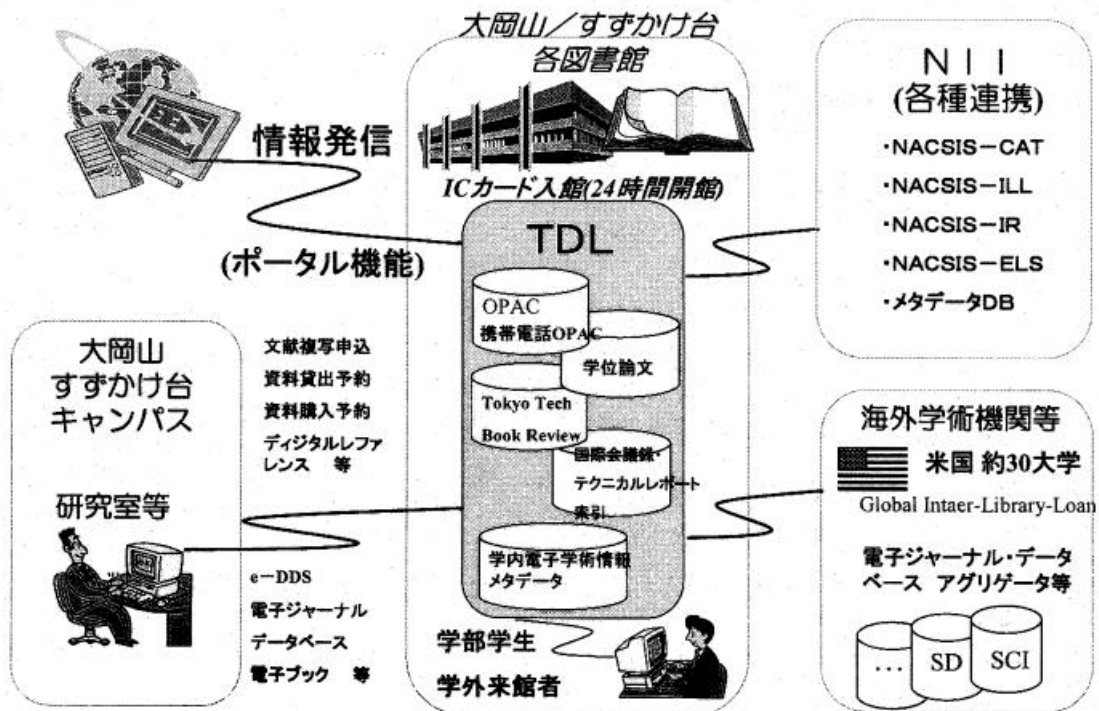 大岡山／すずかけ台
各図書館
ICカード入館(24時間開館)
情報発信
(ポータル機能)
NII
(各種連携)
・NACSIS－CAT
・NACSIS－ILL
・NACSIS－IR
・NACSIS－ELS
・メタデータDB
TDL
OPAC
携帯電話OPAC
学位論文
Tokyo Tech
Book Review
国際会議録・
テクニカルレポート
索引
学内電子学術情報
メタデータ
大岡山
すずかけ台
キャンパス
研究室等
文献複写申込
資料貸出予約
資料購入予約
ディジタルレファ
レンス 等
e－DDS
電子ジャーナル
データベース
電子ブック 等
学部学生
学外来館者
海外学術機関等
米国 約30大学
Global Intaer-Library-Loan
電子ジャーナル・データ
ベース アグリゲータ等
…
SD
SCI